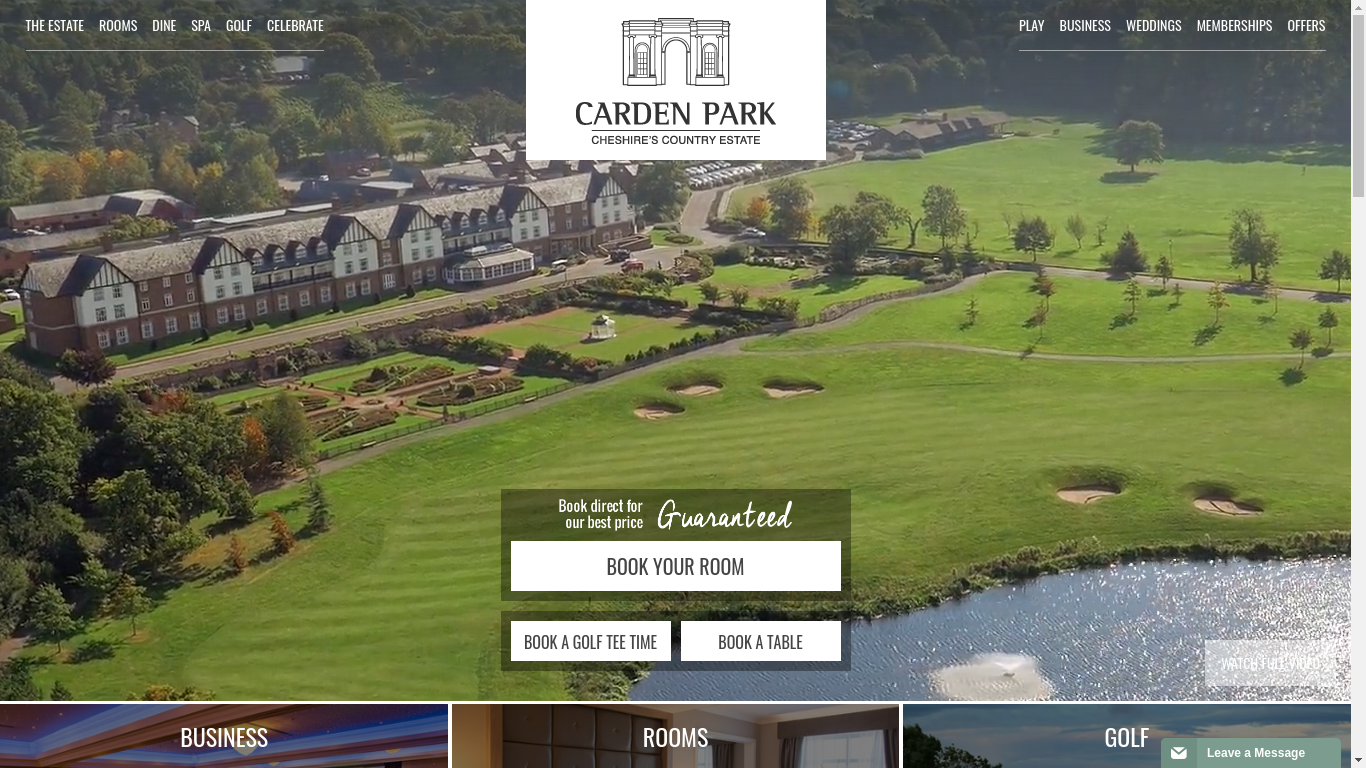 THE ESTATE ROOMS DINE SPA GOLF CELEBRATE
CARDEN PARK
CHESHIRE'S COUNTRY ESTATE
PLAY BUSINESS WEDDINGS MEMBERSHIPS OFFERS
Book direct for
our best price
Guaranteed
BOOK YOUR ROOM
BOOK A GOLF TEE TIME
BOOK A TABLE
WATCH FULL VIDEO
BUSINESS
ROOMS
GOLF
Leave a Message